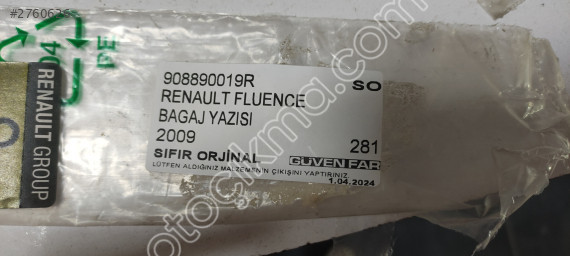 #2760636
PE
04
RENAULT GROUP
908890019R SO
RENAULT FLUENCE
BAGAJ YAZISI
2009 281
SIFIR ORJİNAL GÜVEN FAR
LÜTFEN ALDIĞINIZ MALZEMENİN ÇIKIŞINI YAPTIRINIZ
1.04.2024
otocikma.com